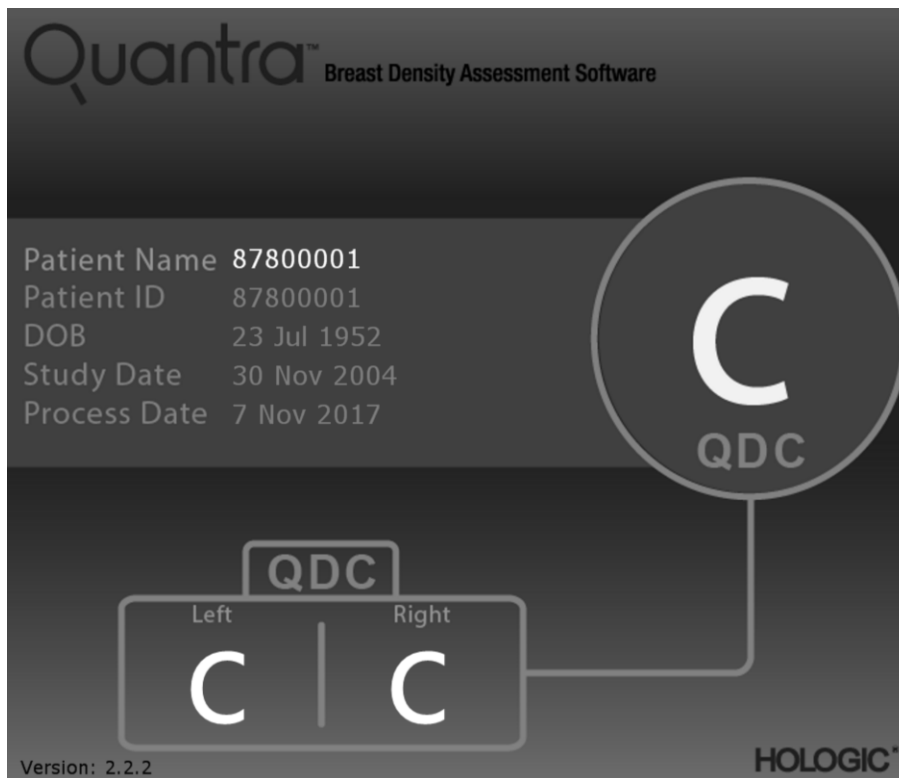 Quantra™ Breast Density Assessment Software
Patient Name 87800001
Patient ID 87800001
DOB 23 Jul 1952
Study Date 30 Nov 2004
Process Date 7 Nov 2017
C
QDC
QDC
Left Right
C C
Version: 2.2.2
HOLOGIC™